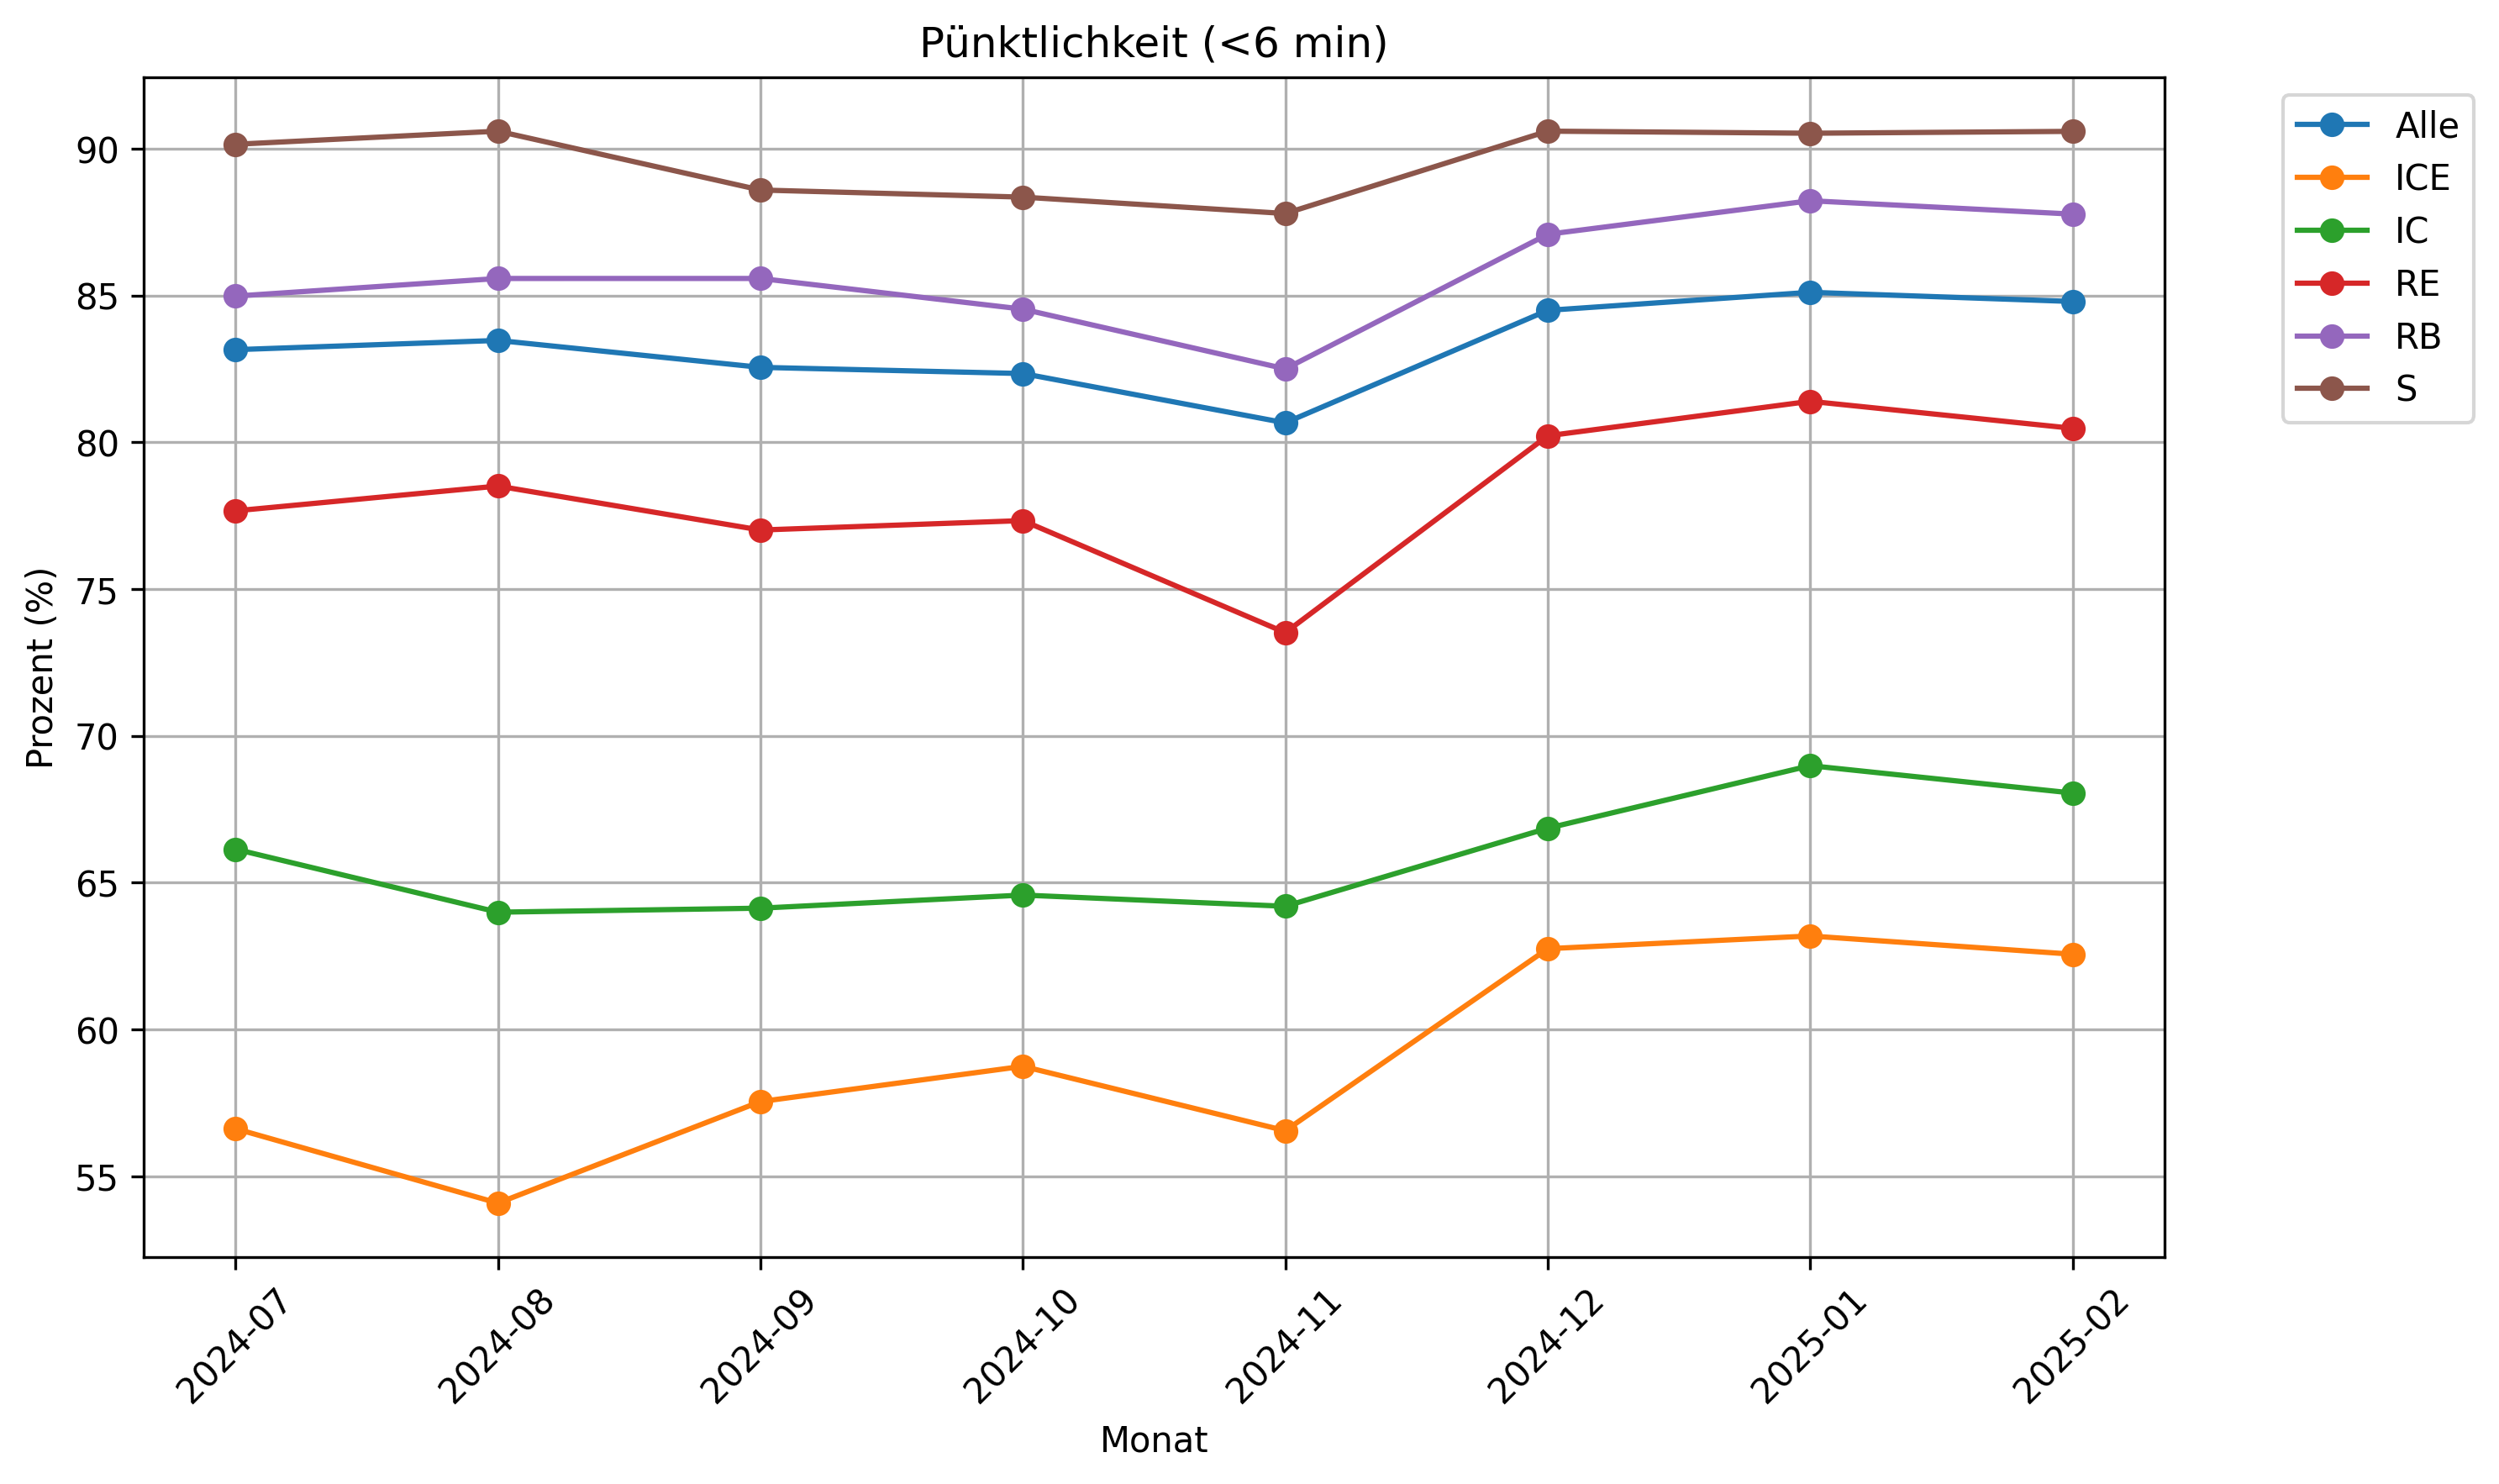 Pünktlichkeit (<6 min)
Prozent (%)
90
85
80
75
70
65
60
55
2024-07
2024-08
2024-09
2024-10
2024-11
2024-12
2025-01
2025-02
Monat
Alle
ICE
IC
RE
RB
S